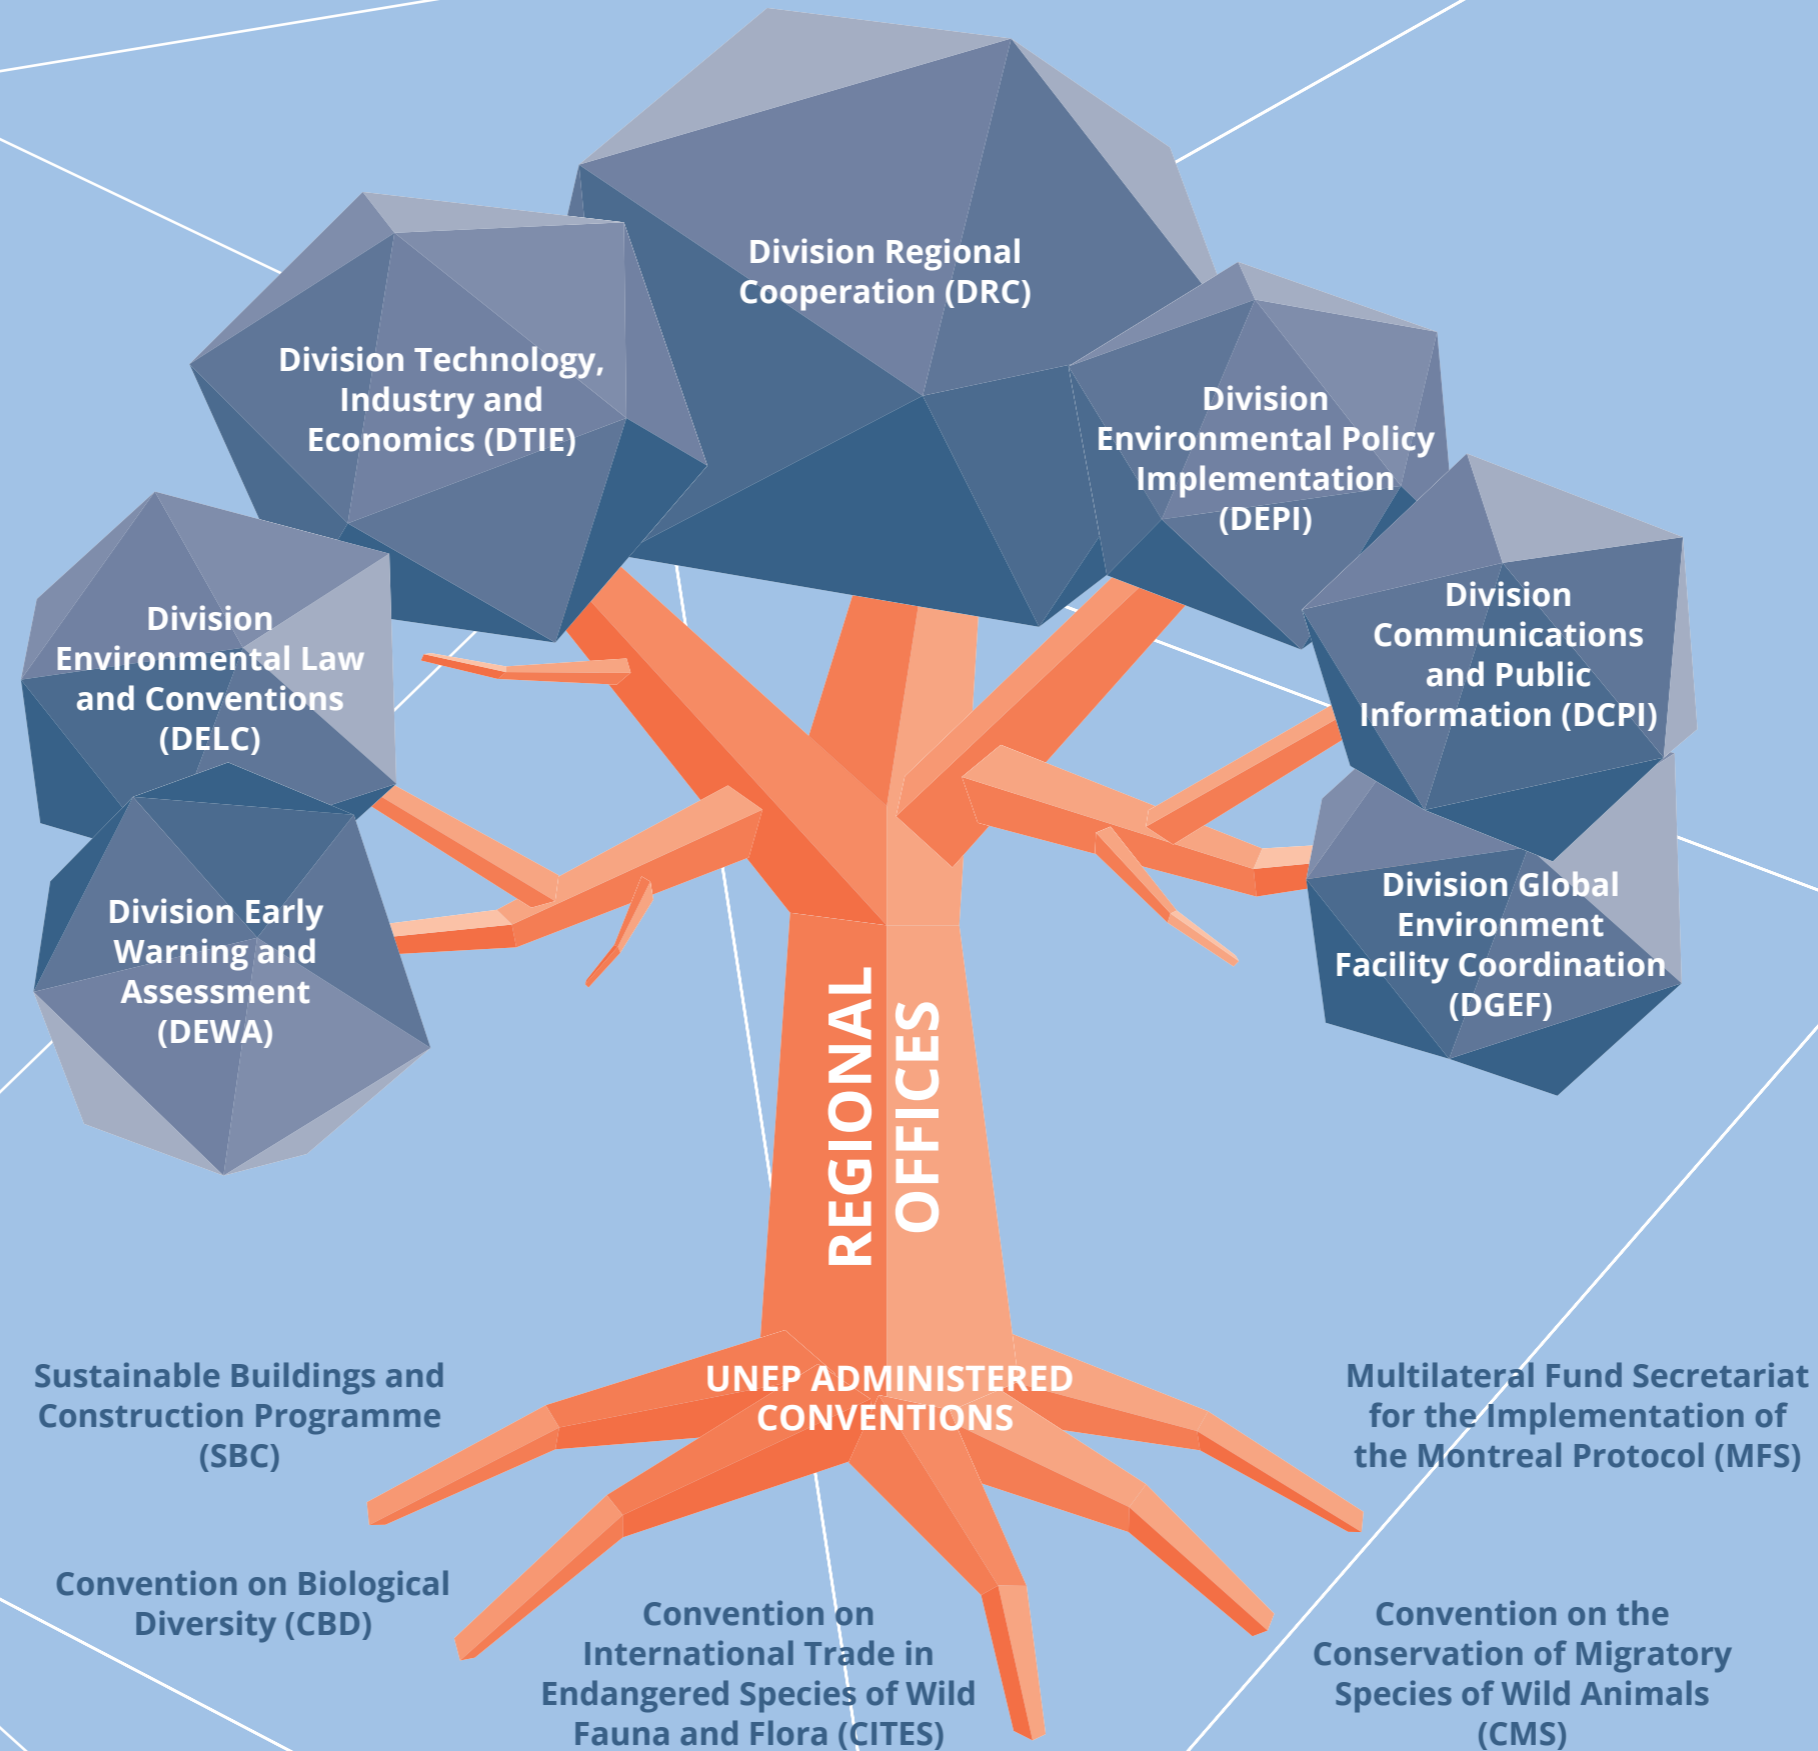 Division Regional
Cooperation (DRC)
Division Technology,
Industry and
Economics (DTIE)
Division
Environmental Policy
Implementation
(DEPI)
Division
Environmental Law
and Conventions
(DELC)
Division
Communications
and Public
Information (DCPI)
Division Early
Warning and
Assessment
(DEWA)
Division Global
Environment
Facility Coordination
(DGEF)
REGIONAL
OFFICES
UNEP ADMINISTERED
CONVENTIONS
Sustainable Buildings and
Construction Programme
(SBC)
Multilateral Fund Secretariat
for the Implementation of
the Montreal Protocol (MFS)
Convention on Biological
Diversity (CBD)
Convention on
International Trade in
Endangered Species of Wild
Fauna and Flora (CITES)
Convention on the
Conservation of Migratory
Species of Wild Animals
(CMS)